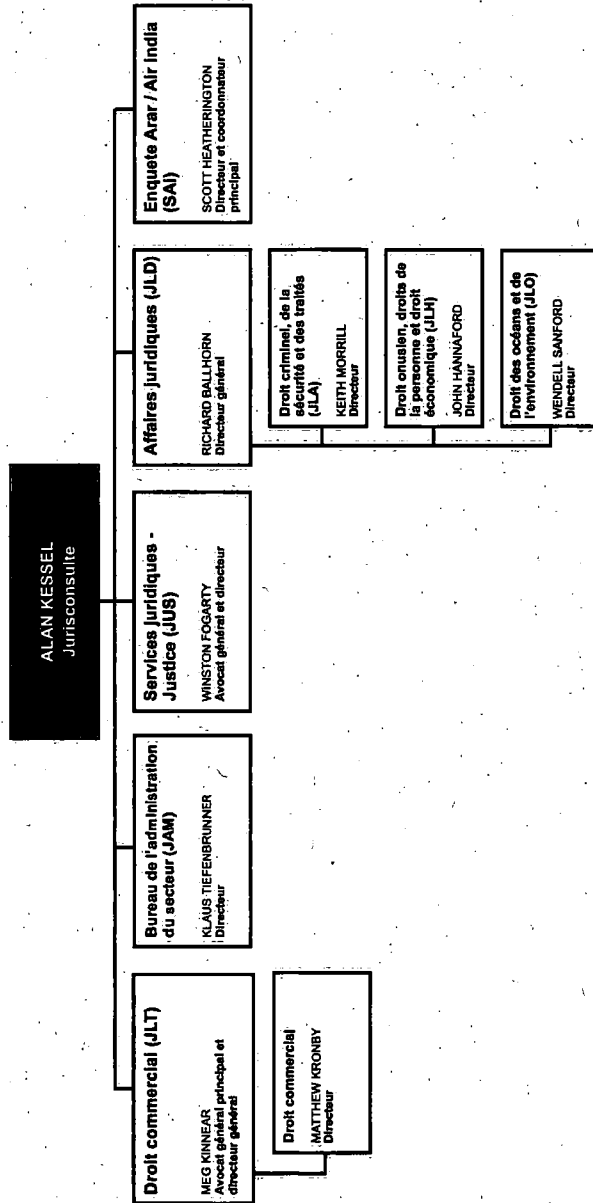 ALAN KESSEL
Jurisconsulte
Droit commercial (JLT)
MEG KINNEAR
Avocat général principal et
directeur général
Droit commercial
MATTHEW KRONBY
Directeur
Bureau de l'administration
du secteur (JAM)
KLAUS TIEFENBRUNNER
Directeur
Services juridiques -
Justice (JUS)
WINSTON FOGARTY
Avocat général et directeur
Affaires juridiques (JLD)
RICHARD BALLHORN
Directeur général
Droit criminel, de la
sécurité et des traités
(JLA)
KEITH MORRILL
Directeur
Droit onusien, droits de
la personne et droit
économique (JLH)
JOHN HANNAFORD
Directeur
Droit des océans et de
l'environnement (JLO)
WENDELL SANFORD
Directeur
Enquete Arar / Air India
(SAI)
SCOTT HEATHERINGTON
Directeur et coordonnateur
principal